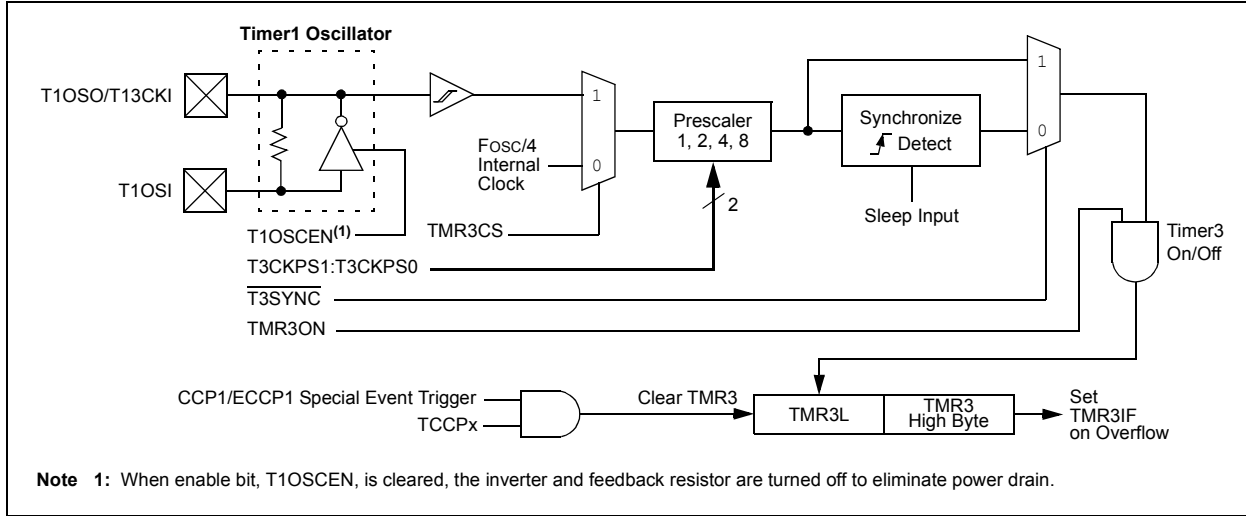 Timer1 Oscillator
T1OSO/T13CKI
T1OSI
1
0
FOSC/4
Internal
Clock
Prescaler
1, 2, 4, 8
2
Synchronize
Detect
Sleep Input
1
0
T1OSCEN(1)
TMR3CS
T3CKPS1:T3CKPS0
T3SYNC
TMR3ON
Timer3
On/Off
CCP1/ECCP1 Special Event Trigger
TCCPx
Clear TMR3
TMR3L
TMR3
High Byte
Set
TMR3IF
on Overflow
Note 1: When enable bit, T1OSCEN, is cleared, the inverter and feedback resistor are turned off to eliminate power drain.